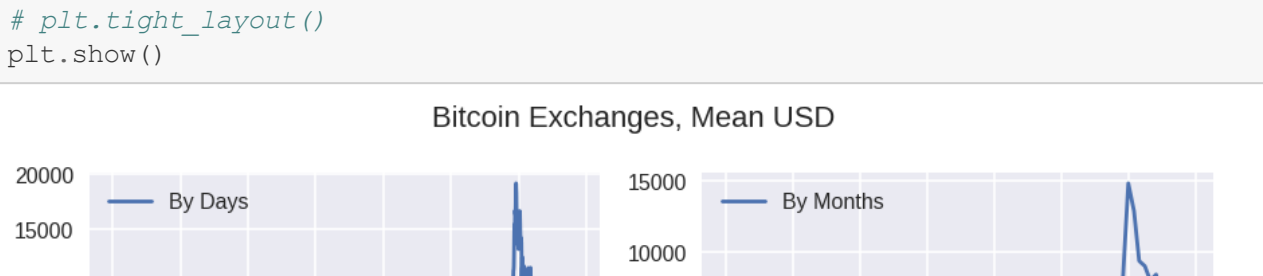 # plt.tight_layout()
plt.show()
Bitcoin Exchanges, Mean USD
20000
By Days
15000
15000
By Months
10000